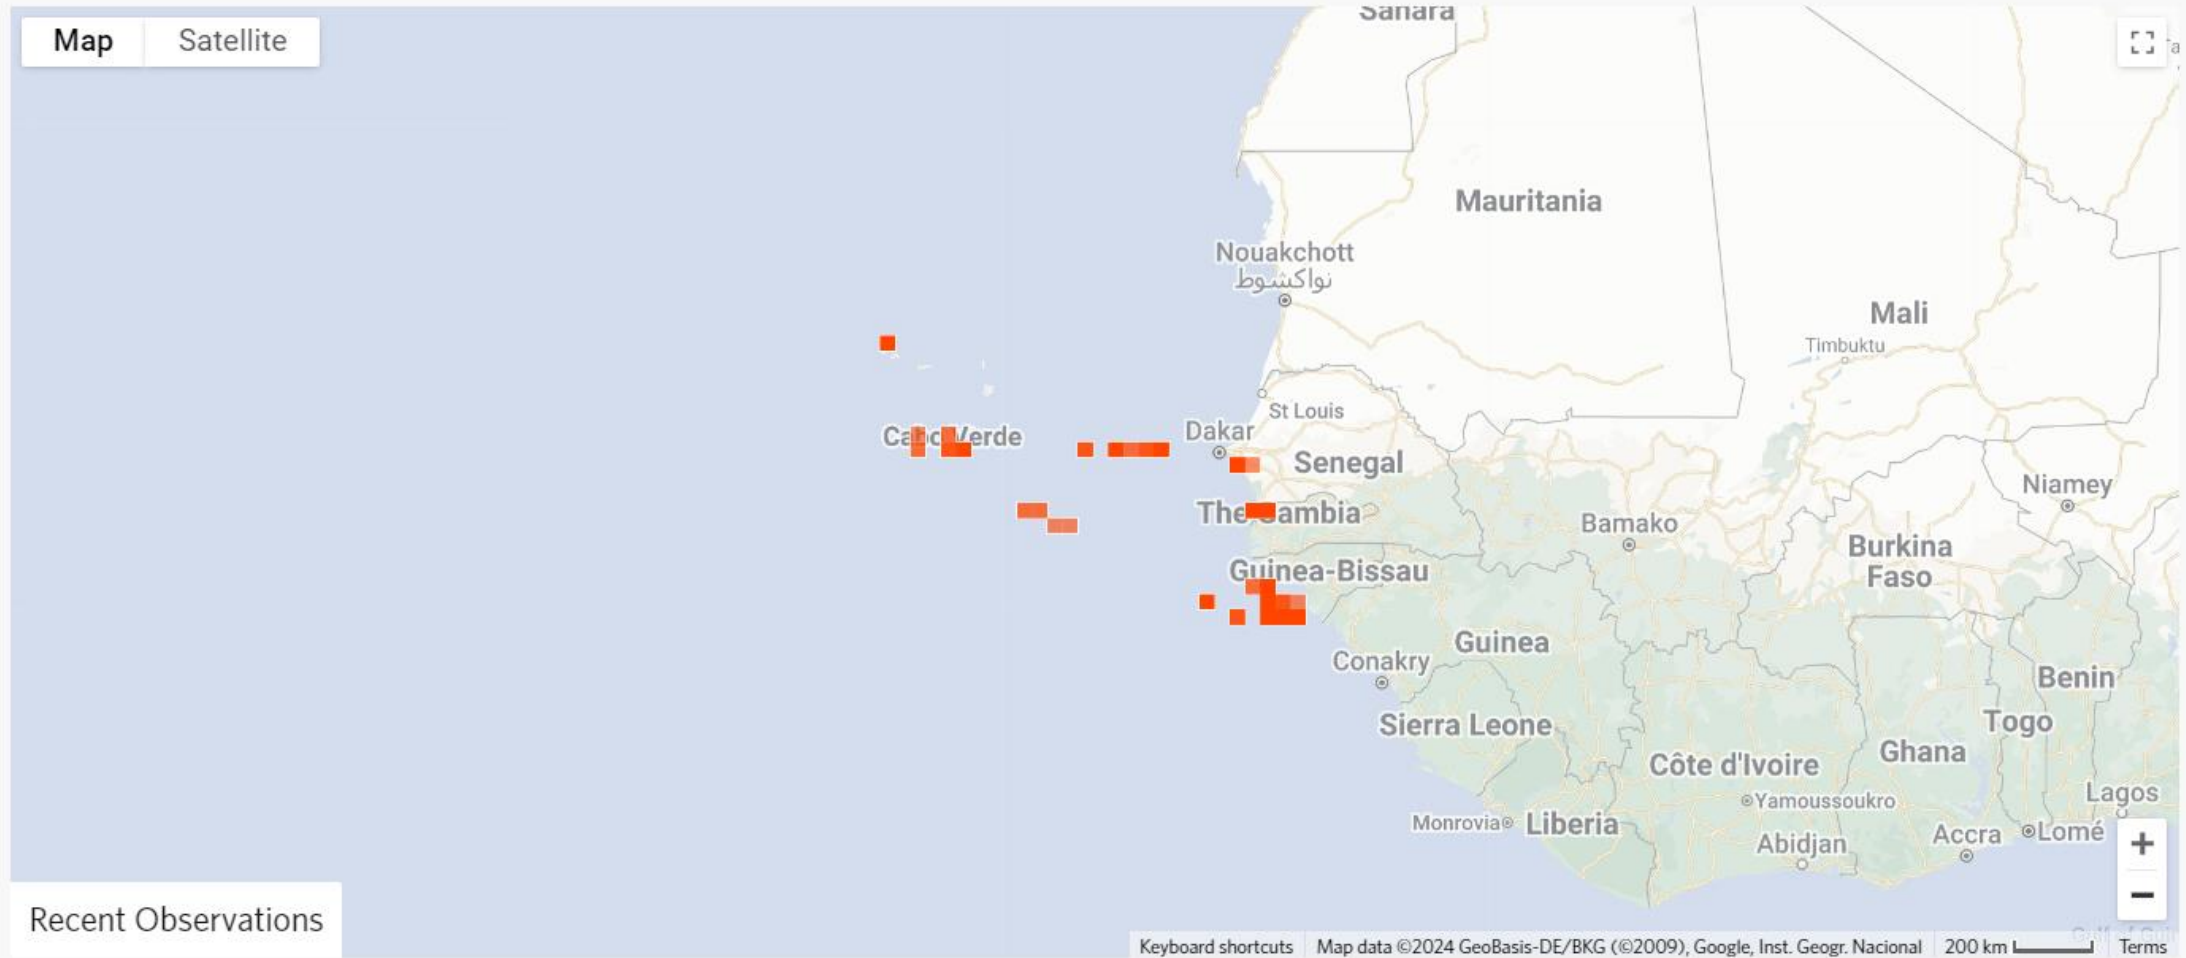 Sahara
Map
Satellite
Mauritania
Nouakchott
نواكشوط
Mali
Timbuktu
St Louis
Cabo Verde
Dakar
Senegal
Niamey
The Gambia
Bamako
Burkina
Faso
Guinea-Bissau
Guinea
Conakry
Benin
Sierra Leone
Togo
Ghana
Côte d'Ivoire
Lagos
Yamoussoukro
Monrovia
Liberia
Accra
Lomé
Abidjan
+
−
Recent Observations
Keyboard shortcuts
Map data ©2024 GeoBasis-DE/BKG (©2009), Google, Inst. Geogr. Nacional
200 km
Terms